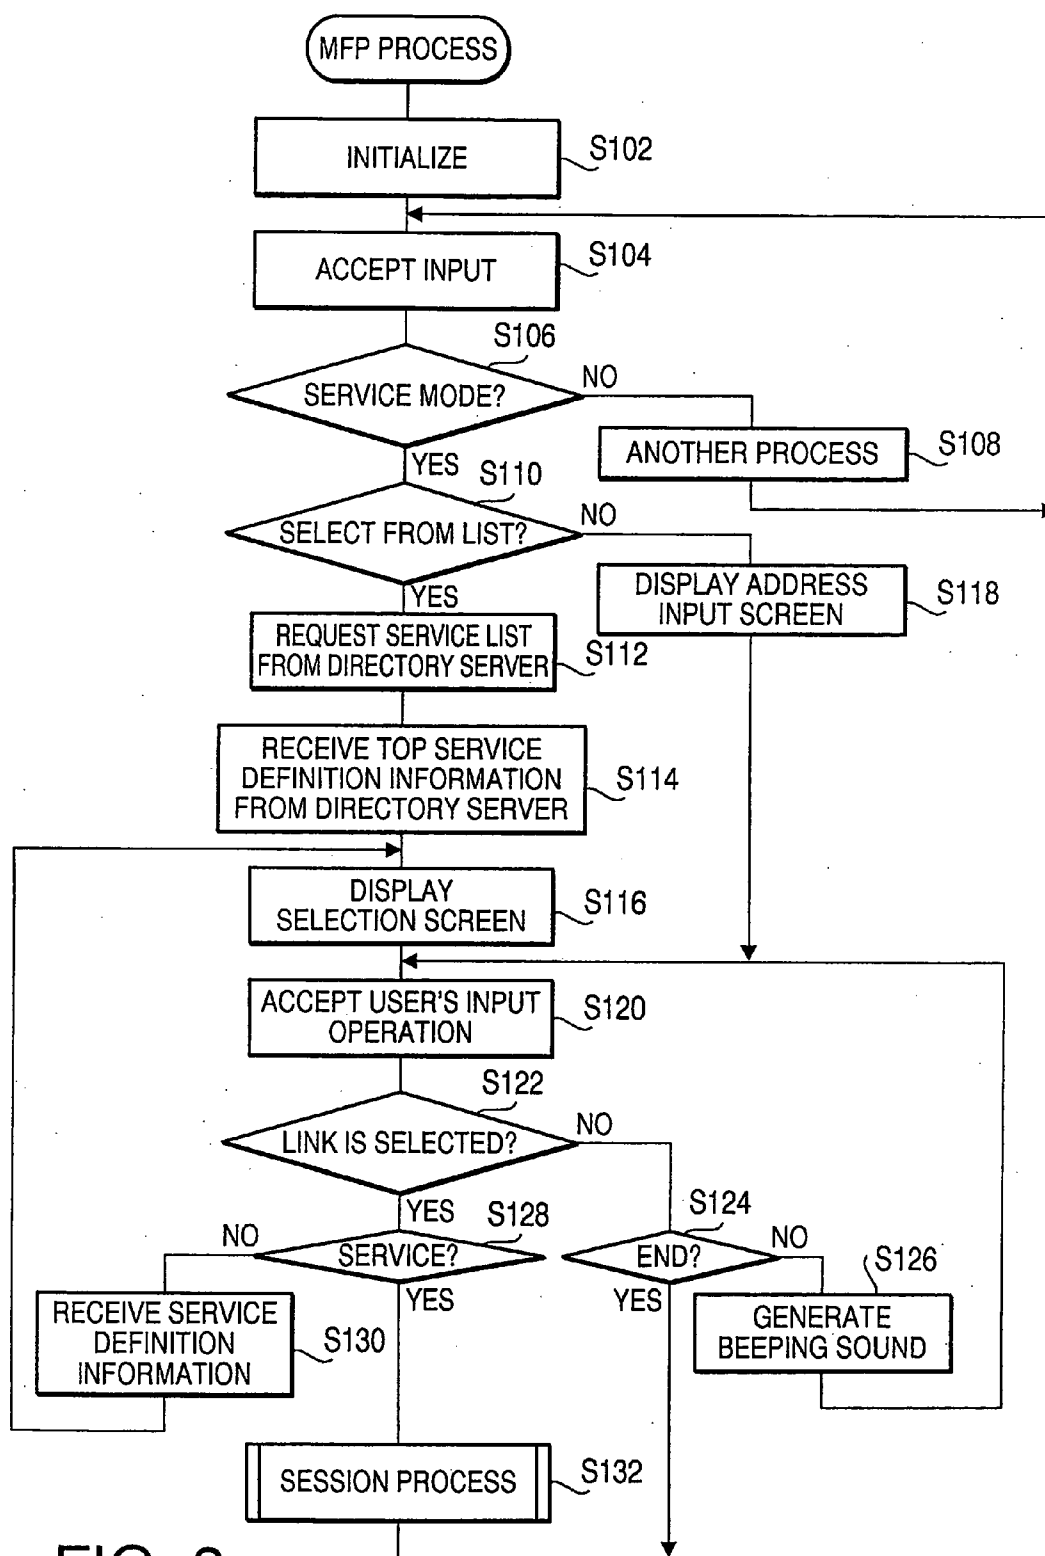 MFP PROCESS
INITIALIZE
S102
ACCEPT INPUT
S104
S106
SERVICE MODE?
NO
YES
ANOTHER PROCESS
S108
S110
SELECT FROM LIST?
NO
YES
DISPLAY ADDRESS
INPUT SCREEN
S118
REQUEST SERVICE LIST
FROM DIRECTORY SERVER
S112
RECEIVE TOP SERVICE
DEFINITION INFORMATION
FROM DIRECTORY SERVER
S114
DISPLAY
SELECTION SCREEN
S116
ACCEPT USER'S INPUT
OPERATION
S120
S122
LINK IS SELECTED?
NO
YES
S128
SERVICE?
NO
YES
S124
END?
NO
YES
S126
GENERATE
BEEPING SOUND
RECEIVE SERVICE
DEFINITION
INFORMATION
S130
SESSION PROCESS
S132
FIG.